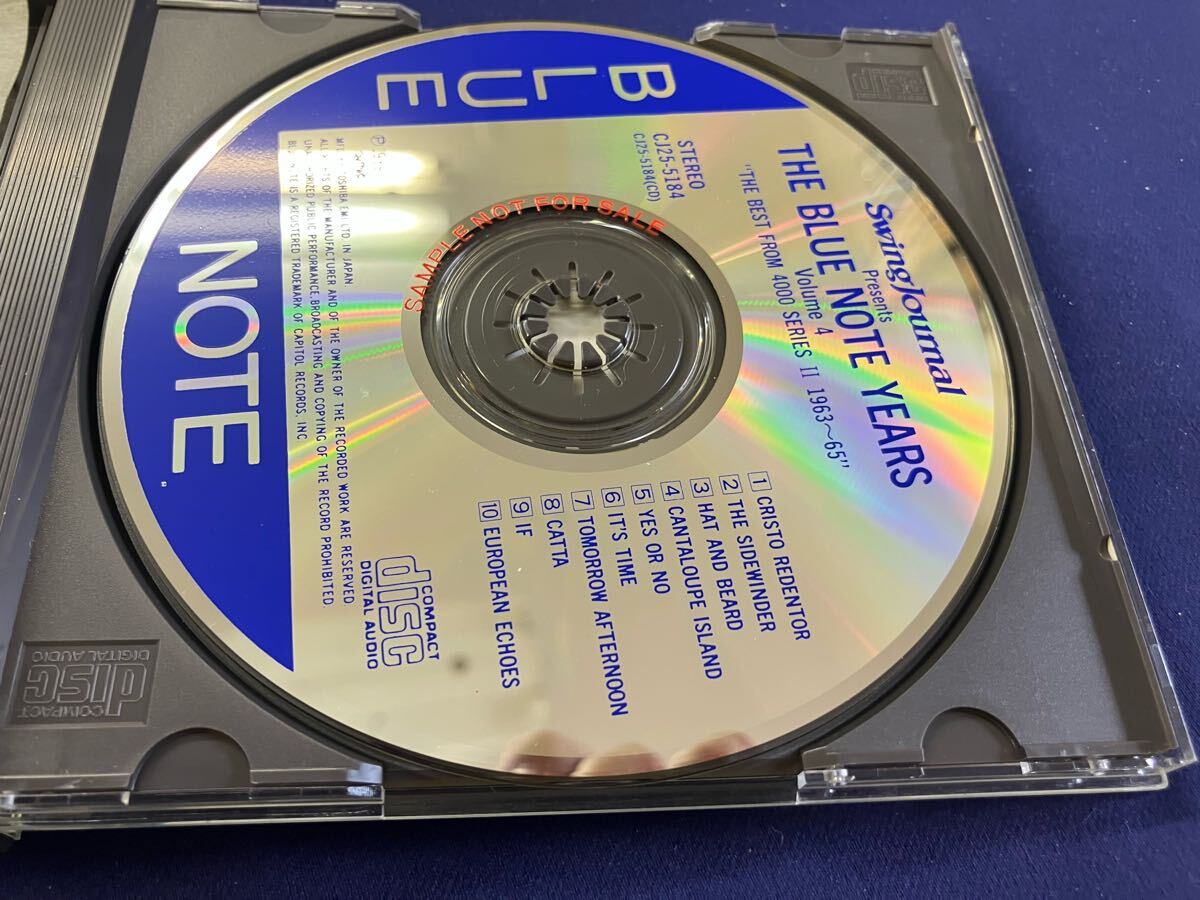 BLUE
NOTE
Swing Journal
Presents
THE BLUE NOTE YEARS
Volume 4
"THE BEST FROM 4000 SERIES II 1963~65"
STEREO
CJ25-5184
CJ25-5184(CD)
SAMPLE NOT FOR SALE
1 CRISTO REDENTOR
2 THE SIDEWINDER
3 HAT AND BEARD
4 CANTALOUPE ISLAND
5 YES OR NO
6 IT'S TIME
7 TOMORROW AFTERNOON
8 CATTA
9 IF
10 EUROPEAN ECHOES
TOSHIBA EMI LTD IN JAPAN.
OF THE MANUFACTURER AND OF THE OWNER OF THE RECORDED WORK ARE RESERVED
PUBLIC PERFORMANCE, BROADCASTING AND COPYING OF THE RECORD PROHIBITED.
IS A REGISTERED TRADEMARK OF CAPITOL RECORDS, INC
COMPACT
disc
DIGITAL AUDIO
COMPACT
disc
DIGITAL AUDIO